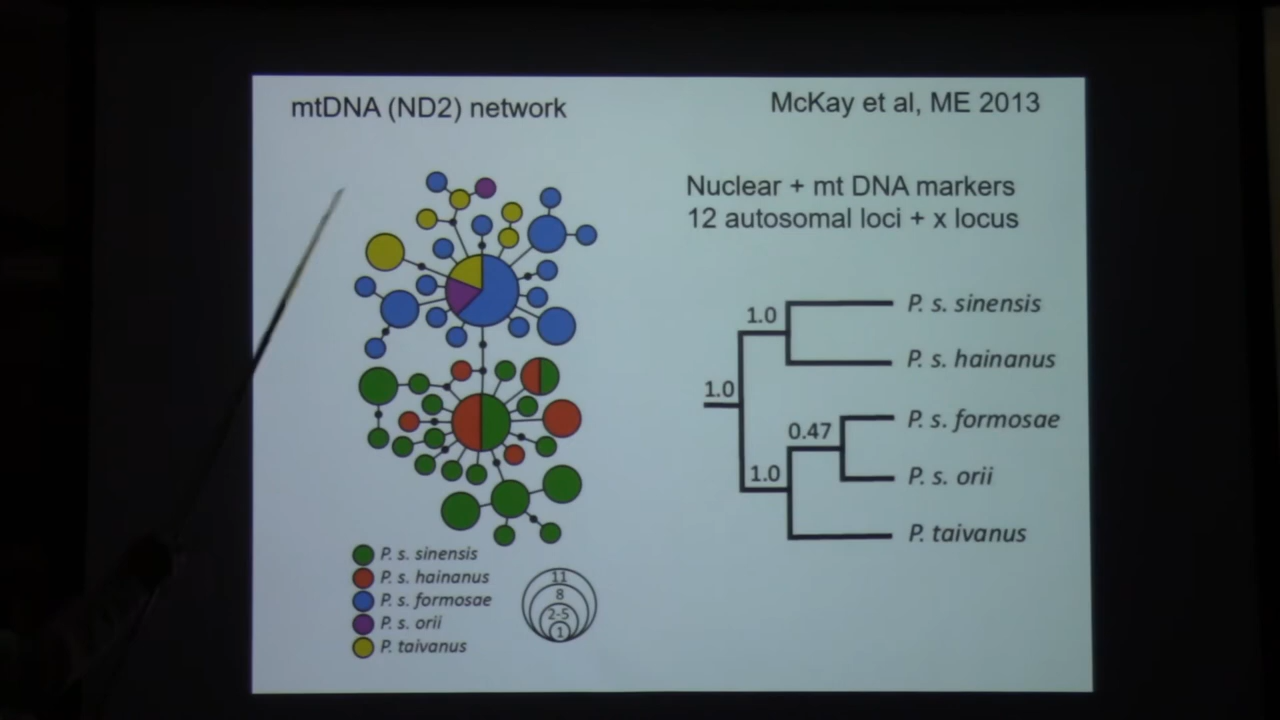 mtDNA (ND2) network
McKay et al, ME 2013
Nuclear + mt DNA markers
12 autosomal loci + x locus
1.0
P. s. sinensis
P. s. hainanus
1.0
P. s. formosae
0.47
P. s. orii
1.0
P. taivanus
P. s. sinensis
P. s. hainanus
P. s. formosae
P. s. orii
P. taivanus
11
8
2-5
1